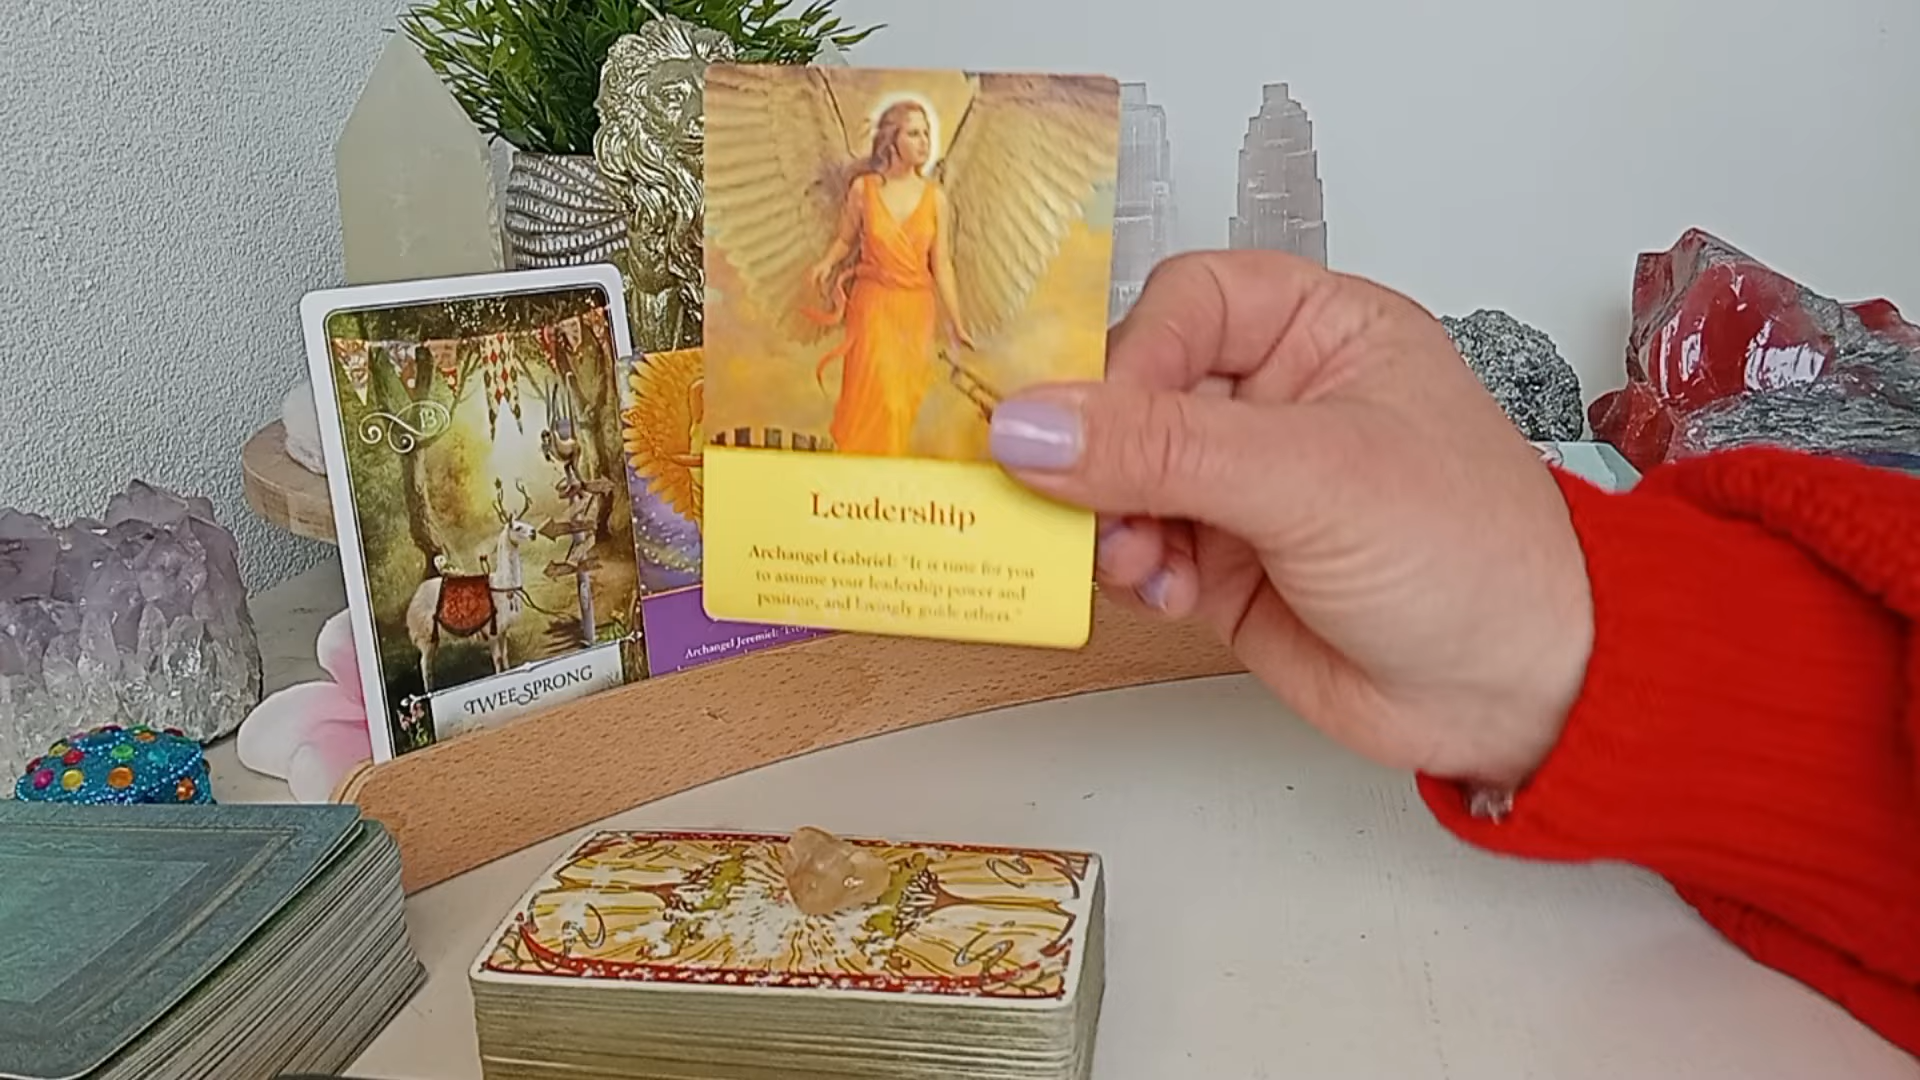 13
TWEESPRONG
Archangel Jeremiel:
Leadership
Archangel Gabriel: "It is time for you
to assume your leadership power and
position, and lovingly guide others."